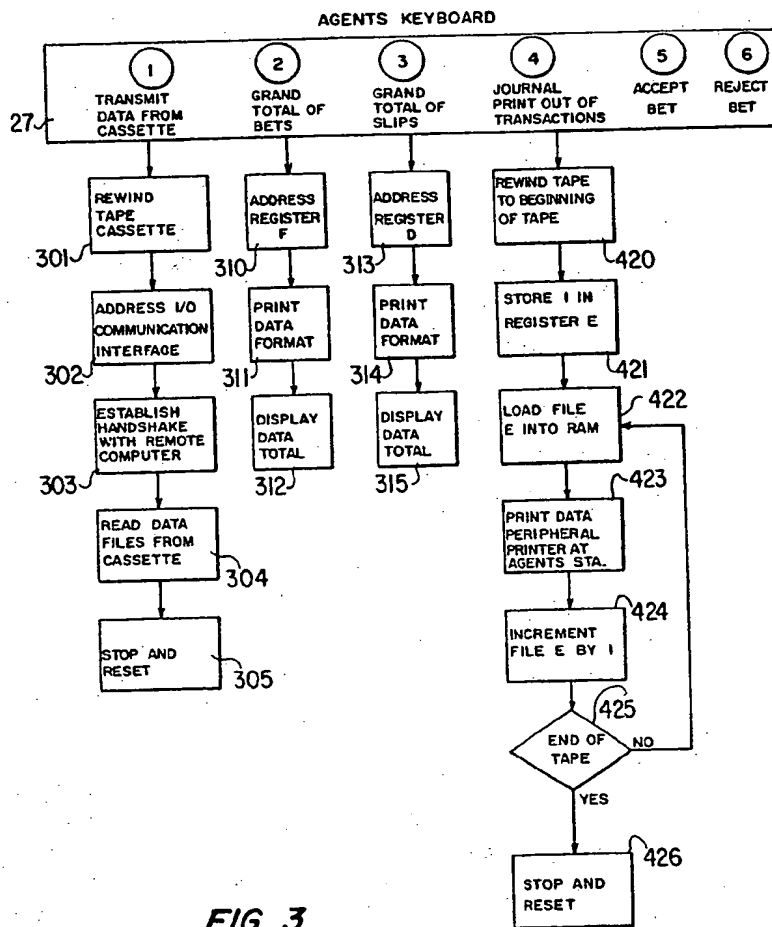 AGENTS KEYBOARD
1
TRANSMIT
DATA FROM
CASSETTE
2
GRAND
TOTAL OF
BETS
3
GRAND
TOTAL OF
SLIPS
4
JOURNAL
PRINT OUT OF
TRANSACTIONS
5
ACCEPT
BET
6
REJECT
BET
27
REWIND
TAPE
CASSETTE
301
ADDRESS I/O
COMMUNICATION
INTERFACE
302
ESTABLISH
HANDSHAKE
WITH REMOTE
COMPUTER
303
READ DATA
FILES FROM
CASSETTE
304
STOP AND
RESET
305
ADDRESS
REGISTER
F
310
PRINT
DATA
FORMAT
311
DISPLAY
DATA
TOTAL
312
ADDRESS
REGISTER
D
313
PRINT
DATA
FORMAT
314
DISPLAY
DATA
TOTAL
315
REWIND TAPE
TO BEGINNING
OF TAPE
420
STORE 1 IN
REGISTER E
421
LOAD FILE
E INTO RAM
422
423
PRINT DATA
PERIPHERAL
PRINTER AT
AGENTS STA.
424
INCREMENT
FILE E BY 1
425
END OF
TAPE
NO
YES
426
STOP AND
RESET
FIG. 3